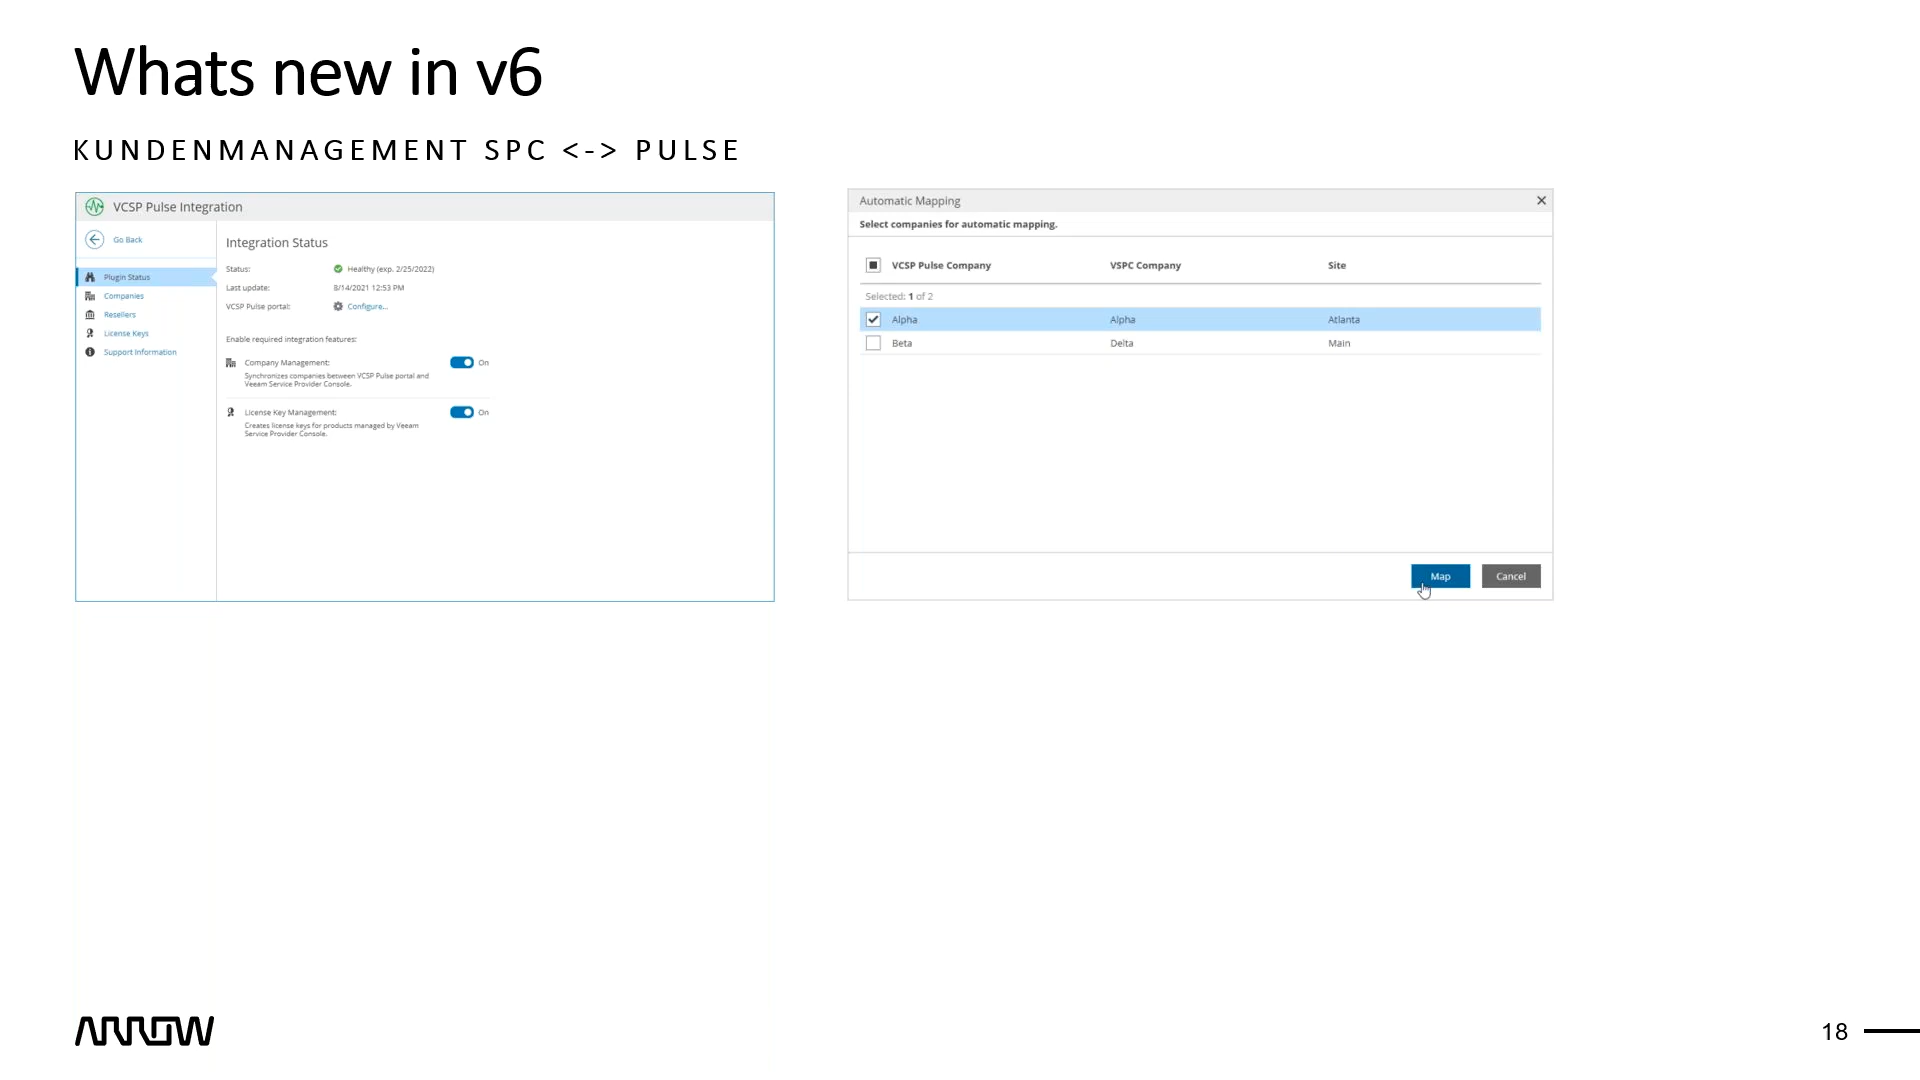 Whats new in v6
KUNDENMANAGEMENT SPC <-> PULSE
VCSP Pulse Integration
Go Back
Plugin Status
Companies
Resellers
License Keys
Support Information
Integration Status
Status: Healthy (exp. 2/25/2022)
Last update: 8/14/2021 12:53 PM
VCSP Pulse portal: Configure...
Enable required integration features:
Company Management: On
Synchronizes companies between VCSP Pulse portal and
Veeam Service Provider Console.
License Key Management: On
Creates license keys for products managed by Veeam
Service Provider Console.
Automatic Mapping
Select companies for automatic mapping.
VCSP Pulse Company VSPC Company Site
Selected: 1 of 2
Alpha Alpha Atlanta
Beta Delta Main
Map Cancel
ARROW
18